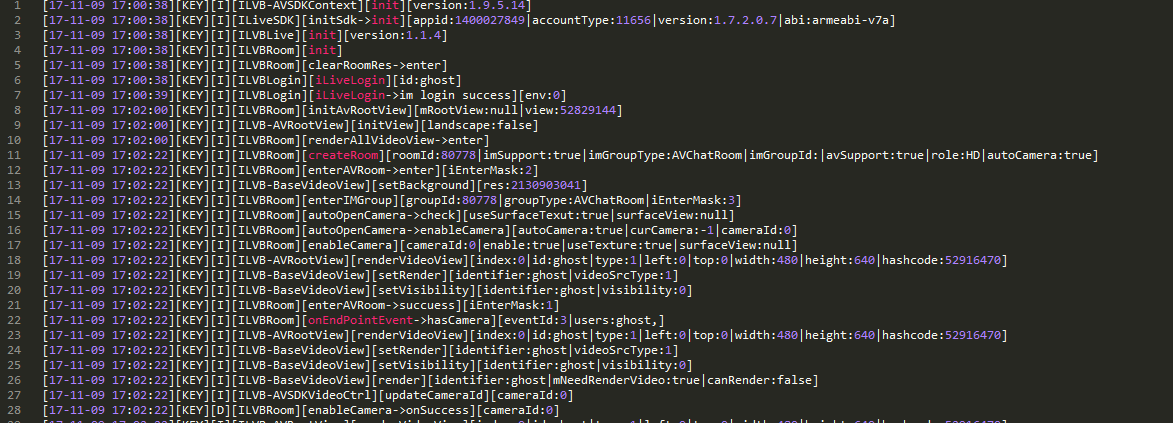 1 [17-11-09 17:00:38][KEY][I][ILVB-AVSDKContext][init][version:1.9.5.14]
2 [17-11-09 17:00:38][KEY][I][ILiveSDK][initSdk->init][appid:1400027849|accountType:11656|version:1.7.2.0.7|abi:armeabi-v7a]
3 [17-11-09 17:00:38][KEY][I][ILVBLive][init][version:1.1.4]
4 [17-11-09 17:00:38][KEY][I][ILVBRoom][init]
5 [17-11-09 17:00:38][KEY][I][ILVBRoom][clearRoomRes->enter]
6 [17-11-09 17:00:38][KEY][I][ILVBLogin][iLiveLogin][id:ghost]
7 [17-11-09 17:00:39][KEY][I][ILVBLogin][iLiveLogin->im login success][env:0]
8 [17-11-09 17:02:00][KEY][I][ILVBRoom][initAvRootView][mRootView:null|view:52829144]
9 [17-11-09 17:02:00][KEY][I][ILVB-AVRootView][initView][landscape:false]
10 [17-11-09 17:02:00][KEY][I][ILVBRoom][renderAllVideoView->enter]
11 [17-11-09 17:02:22][KEY][I][ILVBRoom][createRoom][roomId:80778|imSupport:true|imGroupType:AVChatRoom|imGroupId:|avSupport:true|role:HD|autoCamera:true]
12 [17-11-09 17:02:22][KEY][I][ILVBRoom][enterAVRoom->enter][iEnterMask:2]
13 [17-11-09 17:02:22][KEY][I][ILVB-BaseVideoView][setBackground][res:2130903041]
14 [17-11-09 17:02:22][KEY][I][ILVBRoom][enterIMGroup][groupId:80778|groupType:AVChatRoom|iEnterMask:3]
15 [17-11-09 17:02:22][KEY][I][ILVBRoom][autoOpenCamera->check][useSurfaceTexut:true|surfaceView:null]
16 [17-11-09 17:02:22][KEY][I][ILVBRoom][autoOpenCamera->enableCamera][autoCamera:true|curCamera:-1|cameraId:0]
17 [17-11-09 17:02:22][KEY][I][ILVBRoom][enableCamera][cameraId:0|enable:true|useTexture:true|surfaceView:null]
18 [17-11-09 17:02:22][KEY][I][ILVB-AVRootView][renderVideoView][index:0|id:ghost|type:1|left:0|top:0|width:480|height:640|hashcode:52916470]
19 [17-11-09 17:02:22][KEY][I][ILVB-BaseVideoView][setRender][identifier:ghost|videoSrcType:1]
20 [17-11-09 17:02:22][KEY][I][ILVB-BaseVideoView][setVisibility][identifier:ghost|visibility:0]
21 [17-11-09 17:02:22][KEY][I][ILVBRoom][enterAVRoom->succuess][iEnterMask:1]
22 [17-11-09 17:02:22][KEY][I][ILVBRoom][onEndPointEvent->hasCamera][eventId:3|users:ghost,]
23 [17-11-09 17:02:22][KEY][I][ILVB-AVRootView][renderVideoView][index:0|id:ghost|type:1|left:0|top:0|width:480|height:640|hashcode:52916470]
24 [17-11-09 17:02:22][KEY][I][ILVB-BaseVideoView][setRender][identifier:ghost|videoSrcType:1]
25 [17-11-09 17:02:22][KEY][I][ILVB-BaseVideoView][setVisibility][identifier:ghost|visibility:0]
26 [17-11-09 17:02:22][KEY][I][ILVB-BaseVideoView][render][identifier:ghost|mNeedRenderVideo:true|canRender:false]
27 [17-11-09 17:02:22][KEY][I][ILVB-AVSDKVideoCtrl][updateCameraId][cameraId:0]
28 [17-11-09 17:02:22][KEY][D][ILVBRoom][enableCamera->onSuccess][cameraId:0]